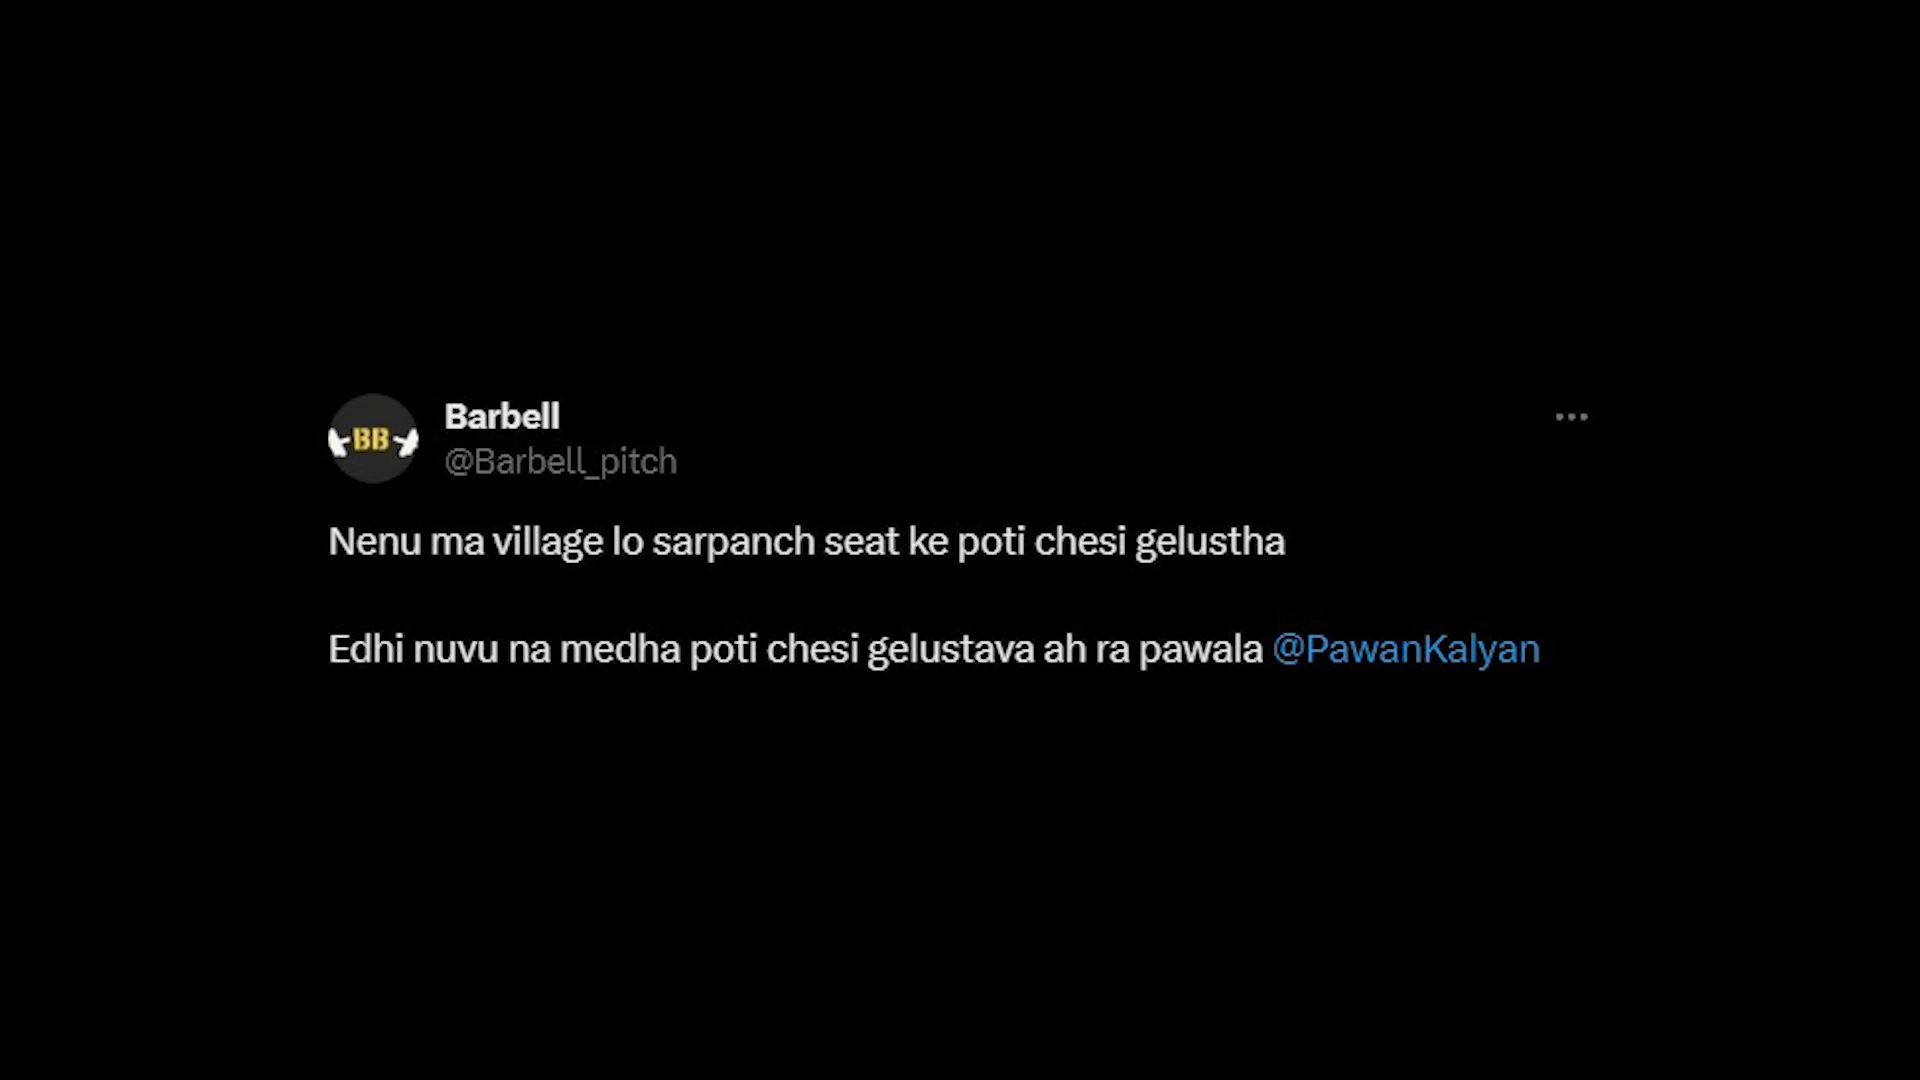 BB
Barbell
@Barbell_pitch
Nenu ma village lo sarpanch seat ke poti chesi gelustha
Edhi nuvu na medha poti chesi gelustava ah ra pawala @PawanKalyan